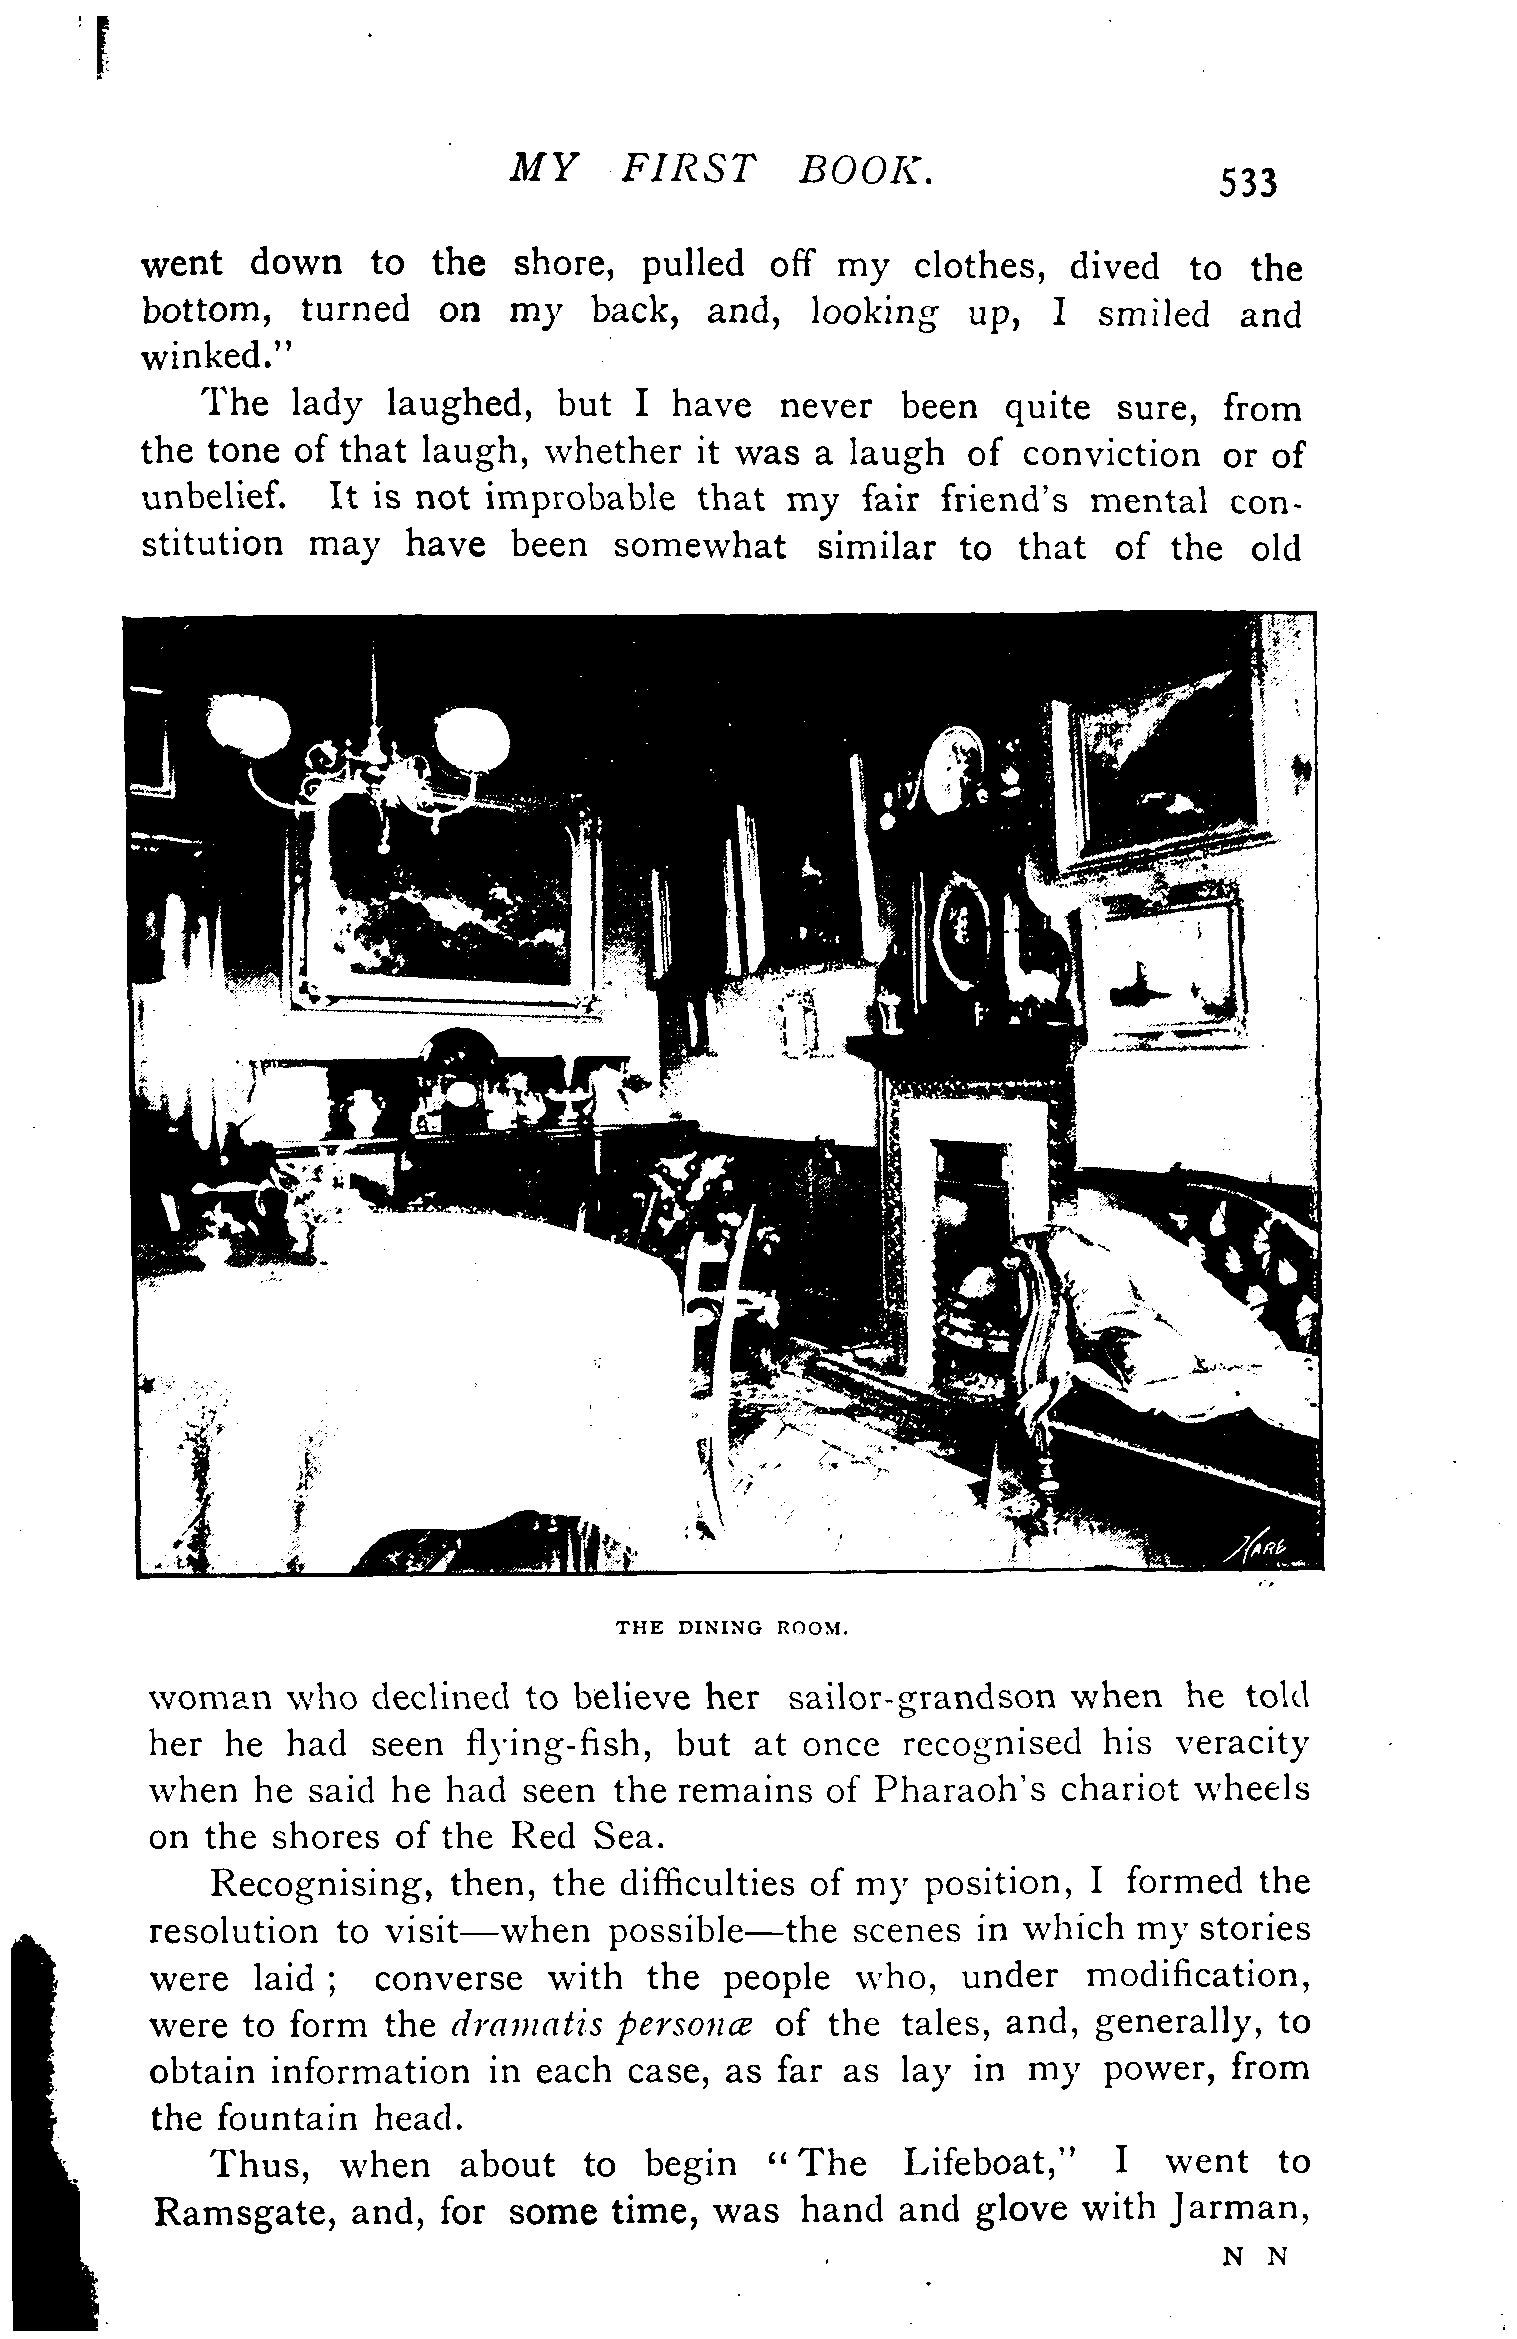 MY FIRST BOOK. 533
went down to the shore, pulled off my clothes, dived to the
bottom, turned on my back, and, looking up, I smiled and
winked."
The lady laughed, but I have never been quite sure, from
the tone of that laugh, whether it was a laugh of conviction or of
unbelief. It is not improbable that my fair friend's mental con-
stitution may have been somewhat similar to that of the old
HARE
THE DINING ROOM.
woman who declined to believe her sailor-grandson when he told
her he had seen flying-fish, but at once recognised his veracity
when he said he had seen the remains of Pharaoh's chariot wheels
on the shores of the Red Sea.
Recognising, then, the difficulties of my position, I formed the
resolution to visit—when possible—the scenes in which my stories
were laid ; converse with the people who, under modification,
were to form the dramatis personæ of the tales, and, generally, to
obtain information in each case, as far as lay in my power, from
the fountain head.
Thus, when about to begin "The Lifeboat," I went to
Ramsgate, and, for some time, was hand and glove with Jarman,
N N